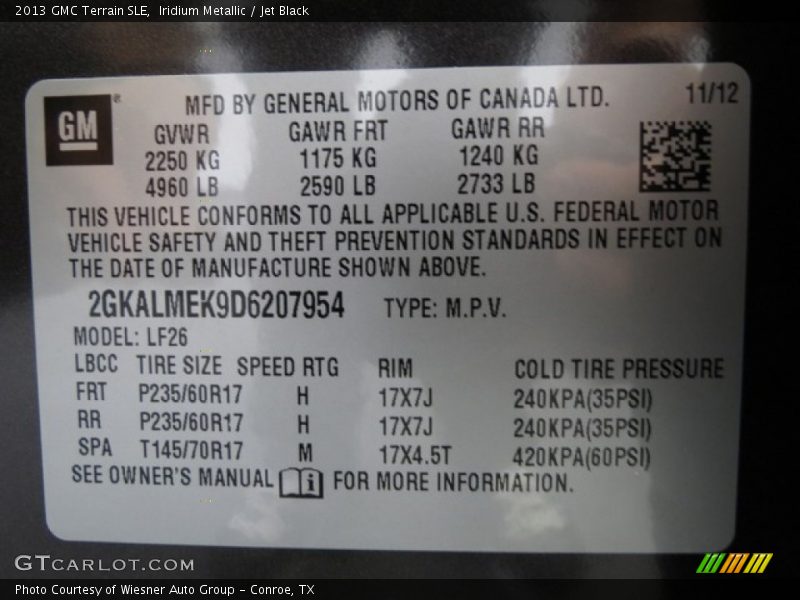 2013 GMC Terrain SLE,  Iridium Metallic / Jet Black
GM®
MFD BY GENERAL MOTORS OF CANADA LTD. 11/12
GVWR GAWR FRT GAWR RR
2250 KG 1175 KG 1240 KG
4960 LB 2590 LB 2733 LB
THIS VEHICLE CONFORMS TO ALL APPLICABLE U.S. FEDERAL MOTOR
VEHICLE SAFETY AND THEFT PREVENTION STANDARDS IN EFFECT ON
THE DATE OF MANUFACTURE SHOWN ABOVE.
2GKALMEK9D6207954 TYPE: M.P.V.
MODEL: LF26
LBCC TIRE SIZE SPEED RTG RIM COLD TIRE PRESSURE
FRT P235/60R17 H 17X7J 240KPA(35PSI)
RR P235/60R17 H 17X7J 240KPA(35PSI)
SPA T145/70R17 M 17X4.5T 420KPA(60PSI)
SEE OWNER'S MANUAL i FOR MORE INFORMATION.
GTCARLOT.COM
Photo Courtesy of Wiesner Auto Group - Conroe, TX